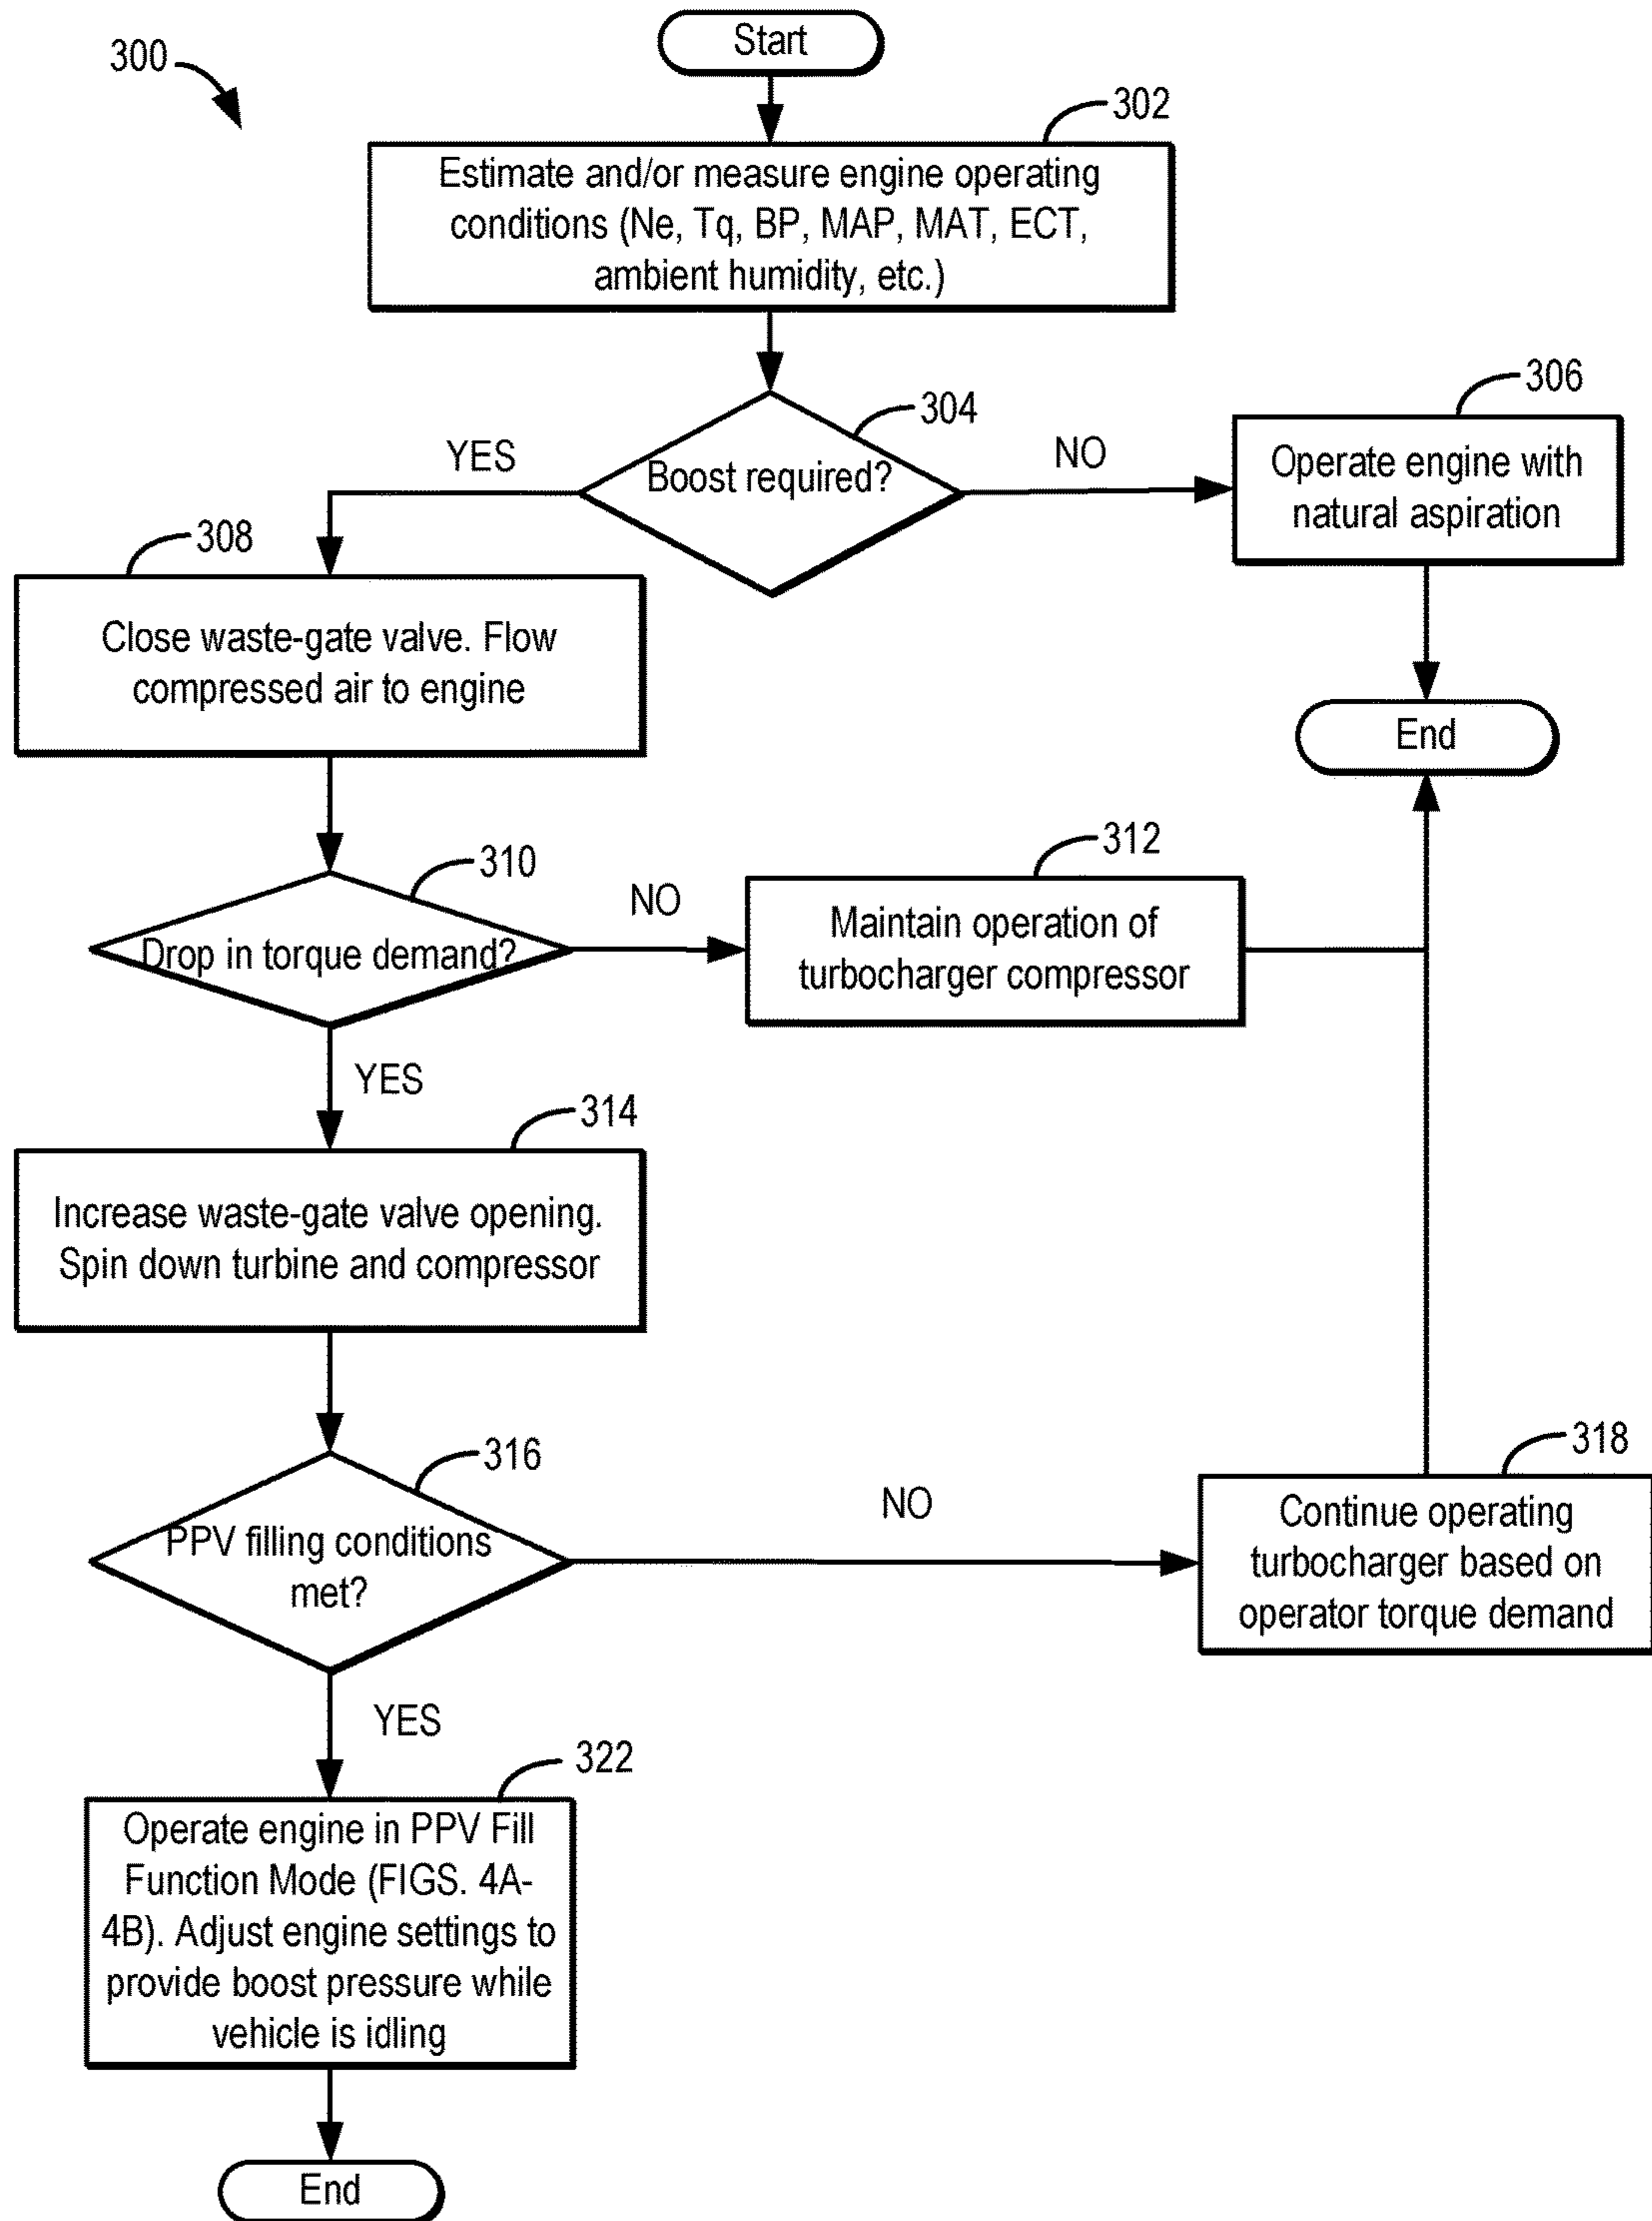 300
Start
302
Estimate and/or measure engine operating
conditions (Ne, Tq, BP, MAP, MAT, ECT,
ambient humidity, etc.)
304
Boost required?
YES
NO
306
Operate engine with
natural aspiration
End
308
Close waste-gate valve. Flow
compressed air to engine
310
Drop in torque demand?
NO
312
Maintain operation of
turbocharger compressor
YES
314
Increase waste-gate valve opening.
Spin down turbine and compressor
316
PPV filling conditions
met?
NO
318
Continue operating
turbocharger based on
operator torque demand
YES
322
Operate engine in PPV Fill
Function Mode (FIGS. 4A-
4B). Adjust engine settings to
provide boost pressure while
vehicle is idling
End